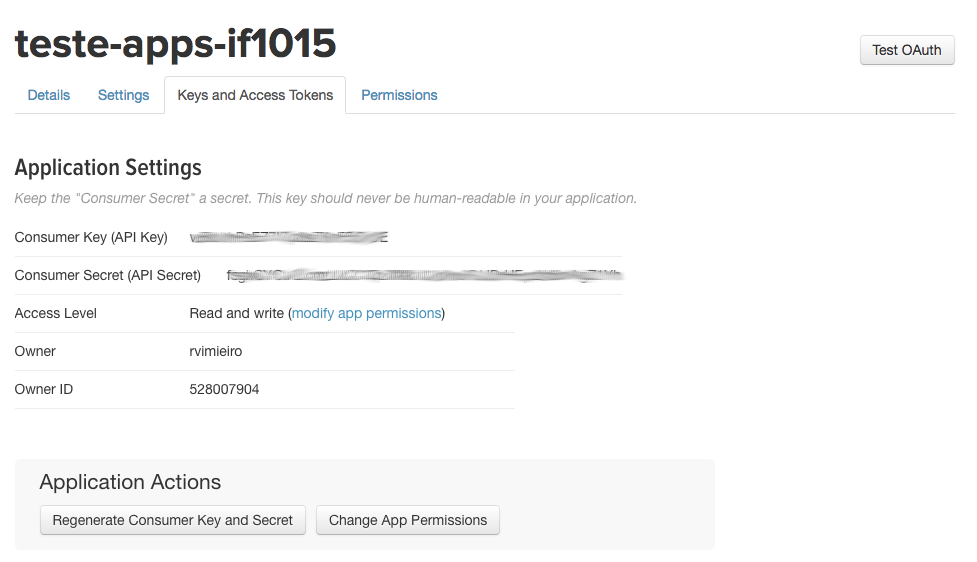 teste-apps-if1015
Test OAuth
Details Settings Keys and Access Tokens Permissions
Application Settings
Keep the "Consumer Secret" a secret. This key should never be human-readable in your application.
Consumer Key (API Key)
Consumer Secret (API Secret)
Access Level Read and write (modify app permissions)
Owner rvimieiro
Owner ID 528007904
Application Actions
Regenerate Consumer Key and Secret Change App Permissions